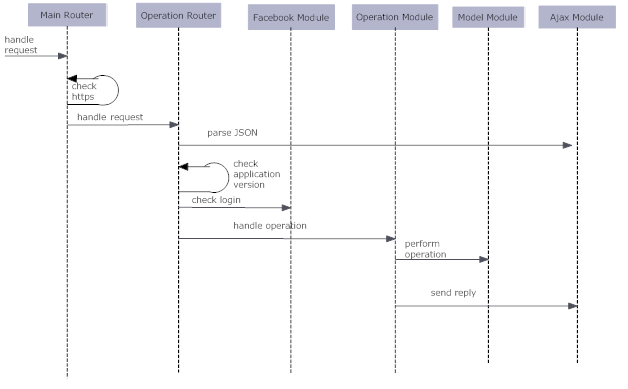 Main Router
Operation Router
Facebook Module
Operation Module
Model Module
Ajax Module
handle
request
check
https
handle request
parse JSON
check
application
version
check login
handle operation
perform
operation
send reply